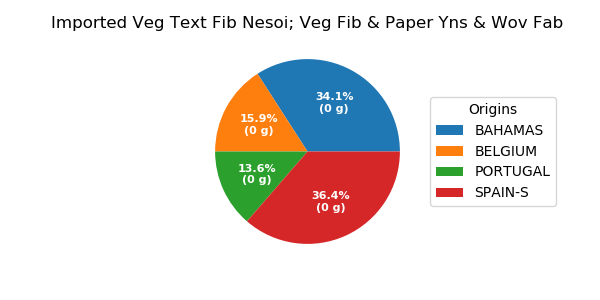 Imported Veg Text Fib Nesoi; Veg Fib & Paper Yns & Wov Fab
34.1%
(0 g)
15.9%
(0 g)
13.6%
(0 g)
36.4%
(0 g)
Origins
BAHAMAS
BELGIUM
PORTUGAL
SPAIN-S